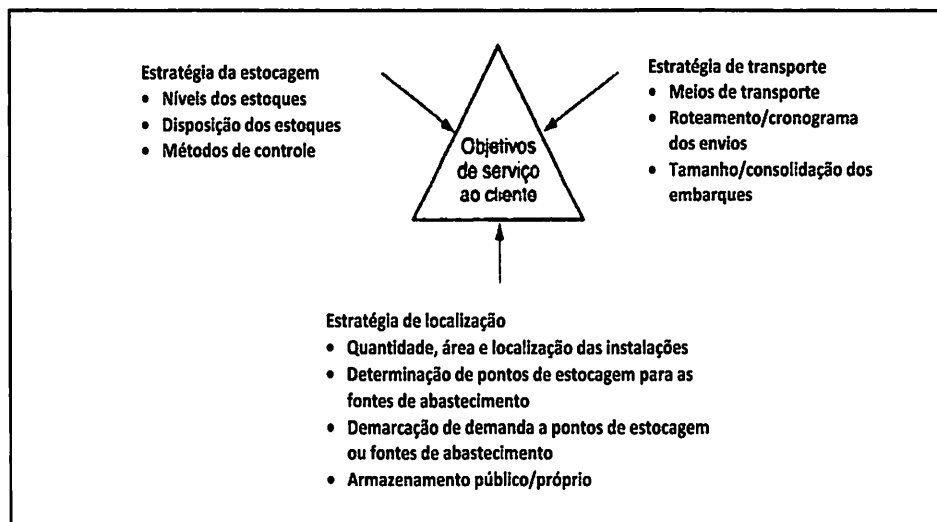 Estratégia da estocagem
• Níveis dos estoques
• Disposição dos estoques
• Métodos de controle
Objetivos
de serviço
ao cliente
Estratégia de transporte
• Meios de transporte
• Roteamento/cronograma
dos envios
• Tamanho/consolidação dos
embarques
Estratégia de localização
• Quantidade, área e localização das instalações
• Determinação de pontos de estocagem para as
fontes de abastecimento
• Demarcação de demanda a pontos de estocagem
ou fontes de abastecimento
• Armazenamento público/próprio